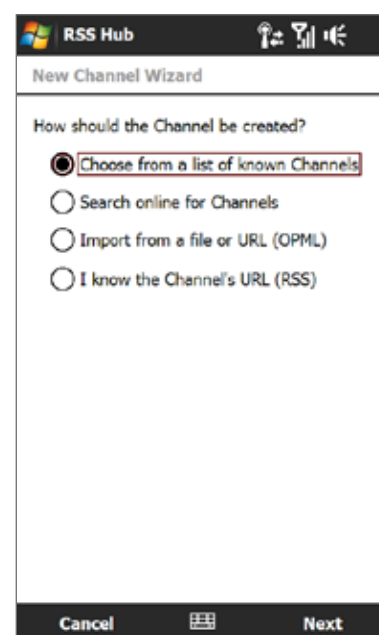 RSS Hub
New Channel Wizard
How should the Channel be created?
Choose from a list of known Channels
Search online for Channels
Import from a file or URL (OPML)
I know the Channel's URL (RSS)
Cancel Next